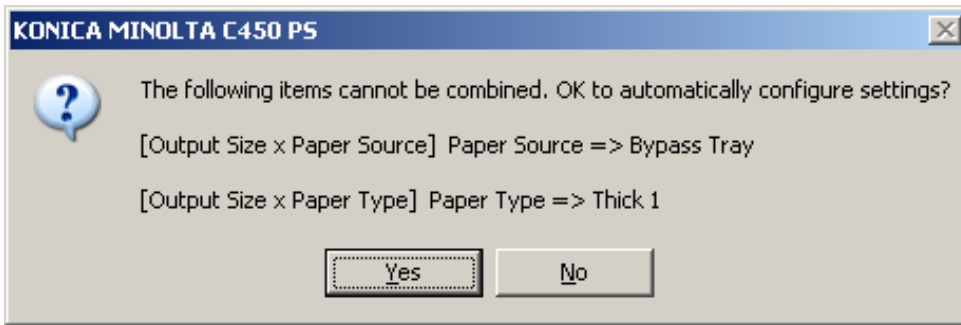 KONICA MINOLTA C450 PS
The following items cannot be combined. OK to automatically configure settings?
[Output Size x Paper Source] Paper Source => Bypass Tray
[Output Size x Paper Type] Paper Type => Thick 1
Yes
No